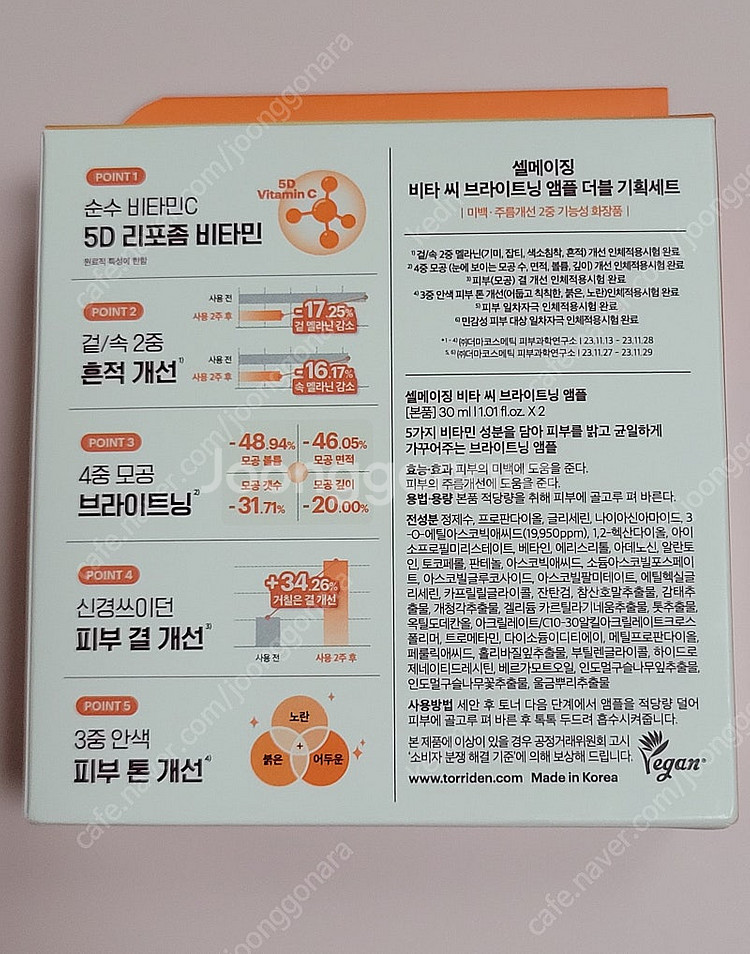 POINT 1
순수 비타민C
5D 리포좀 비타민
원료적 특성에 한함
5D
Vitamin C
POINT 2
겉/속 2중
흔적 개선¹⁾
사용 전
사용 2주 후
-17.25%
겉 멜라닌 감소
사용 전
사용 2주 후
-16.17%
속 멜라닌 감소
POINT 3
4중 모공
브라이트닝²⁾
-48.94%
모공 볼륨
-46.05%
모공 면적
모공 갯수
-31.71%
모공 깊이
-20.00%
POINT 4
신경쓰이던
피부 결 개선³⁾
+34.26%
거칠은 결 개선
사용 전
사용 2주 후
POINT 5
3중 안색
피부 톤 개선⁴⁾
노란
붉은
+
어두운
셀메이징
비타 씨 브라이트닝 앰플 더블 기획세트
| 미백·주름개선 2중 기능성 화장품 |
¹⁾ 겉/속 2중 멜라닌(기미, 잡티, 색소침착, 흔적) 개선 인체적용시험 완료
²⁾ 4중 모공 (눈에 보이는 모공 수, 면적, 볼륨, 깊이) 개선 인체적용시험 완료
³⁾ 피부(모공) 결 개선 인체적용시험 완료
⁴⁾ 3중 안색 피부 톤 개선(어둡고 칙칙한, 붉은, 노란)인체적용시험 완료
⁵⁾ 피부 일차자극 인체적용시험 완료
⁶⁾ 민감성 피부 대상 일차자극 인체적용시험 완료
*¹⁻⁴⁾ ㈜더마코스메틱 피부과학연구소 I 23.11.13 - 23.11.28
⁵,⁶⁾ ㈜더마코스메틱 피부과학연구소 I 23.11.27 - 23.11.29
셀메이징 비타 씨 브라이트닝 앰플
[본품] 30 ml I 1.01 fl.oz. X 2
5가지 비타민 성분을 담아 피부를 밝고 균일하게
가꾸어주는 브라이트닝 앰플
효능·효과 피부의 미백에 도움을 준다.
피부의 주름개선에 도움을 준다.
용법·용량 본품 적당량을 취해 피부에 골고루 펴 바른다.
전성분 정제수, 프로판다이올, 글리세린, 나이아신아마이드, 3
-O-에틸아스코빅애씨드(19,950ppm), 1,2-헥산다이올, 아이
소프로필미리스테이트, 베타인, 에리스리톨, 아데노신, 알란토
인, 토코페롤, 판테놀, 아스코빅애씨드, 소듐아스코빌포스페이
트, 아스코빌글루코사이드, 아스코빌팔미테이트, 에틸헥실글
리세린, 카프릴릴글라이콜, 잔탄검, 참산호말추출물, 감태추
출물, 개청각추출물, 겔리듐 카르틸라기네움추출물, 톳추출물,
옥틸도데칸올, 아크릴레이트/C10-30알킬아크릴레이트크로스
폴리머, 트로메타민, 다이소듐이디티에이, 메틸프로판다이올,
페룰릭애씨드, 홀리바질잎추출물, 부틸렌글라이콜, 하이드로
제네이티드레시틴, 베르가모트오일, 인도멀구슬나무잎추출물,
인도멀구슬나무꽃추출물, 울금뿌리추출물
사용방법 세안 후 토너 다음 단계에서 앰플을 적당량 덜어
피부에 골고루 펴 바른 후 톡톡 두드려 흡수시켜줍니다.
본 제품에 이상이 있을 경우 공정거래위원회 고시
'소비자 분쟁 해결 기준'에 의해 보상해 드립니다.
Vegan
www.torriden.com Made in Korea
Joongg
cafe.naver.com/joonggonara